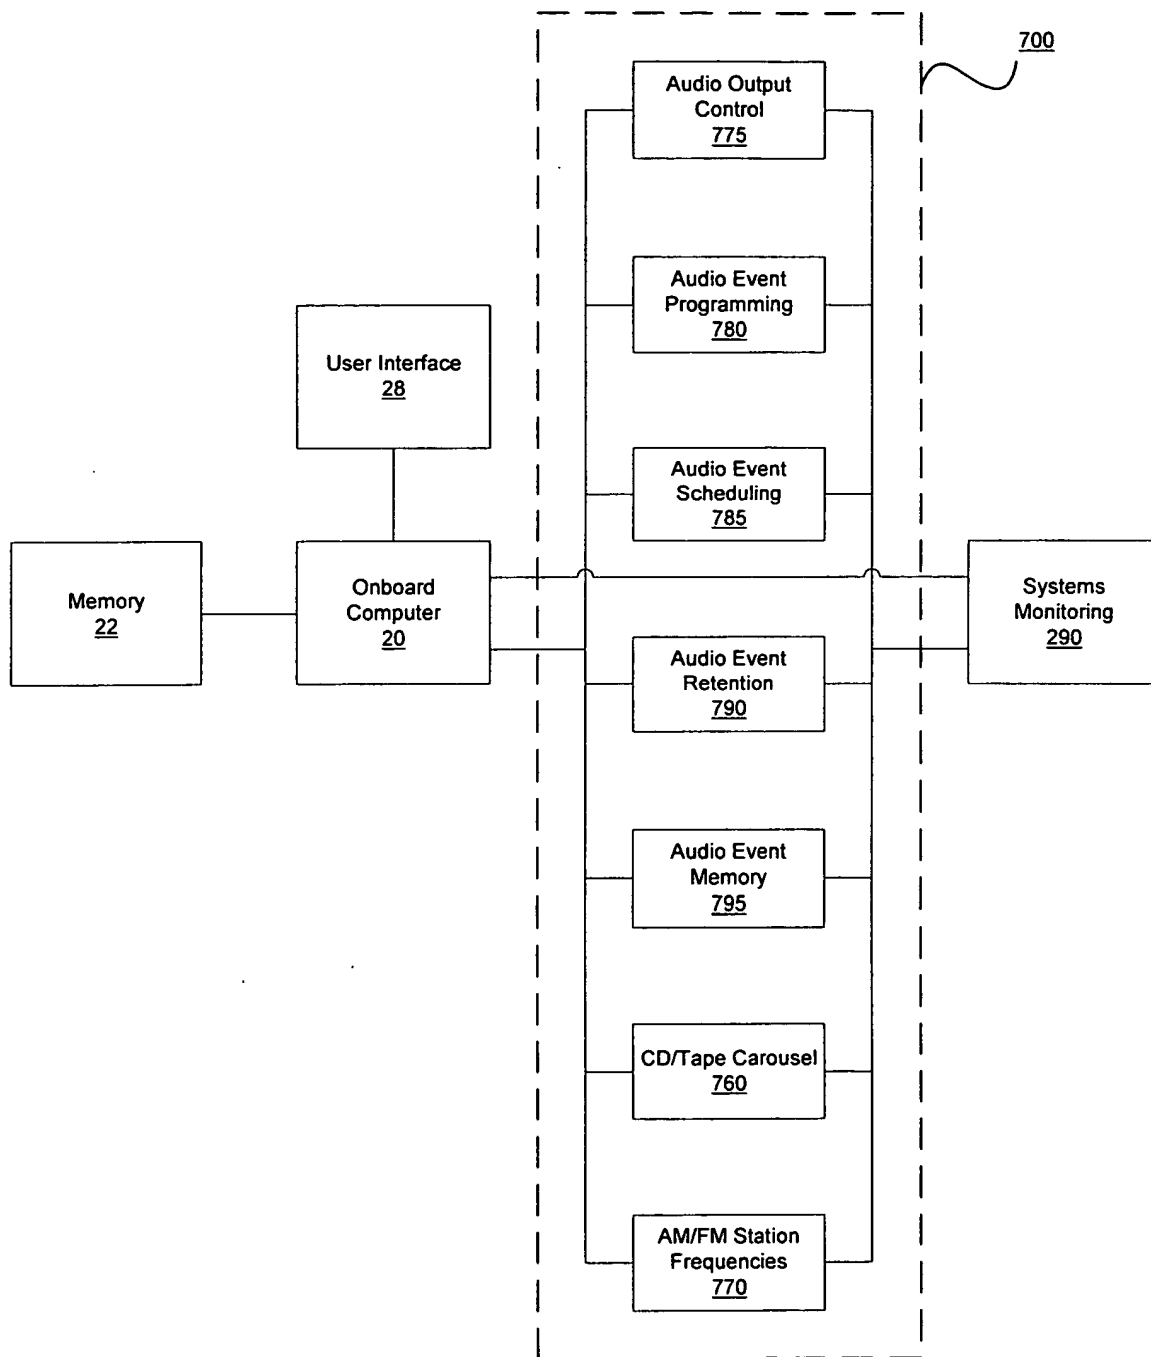 700
Audio Output
Control
775
Audio Event
Programming
780
User Interface
28
Audio Event
Scheduling
785
Memory
22
Onboard
Computer
20
Systems
Monitoring
290
Audio Event
Retention
790
Audio Event
Memory
795
CD/Tape Carousel
760
AM/FM Station
Frequencies
770